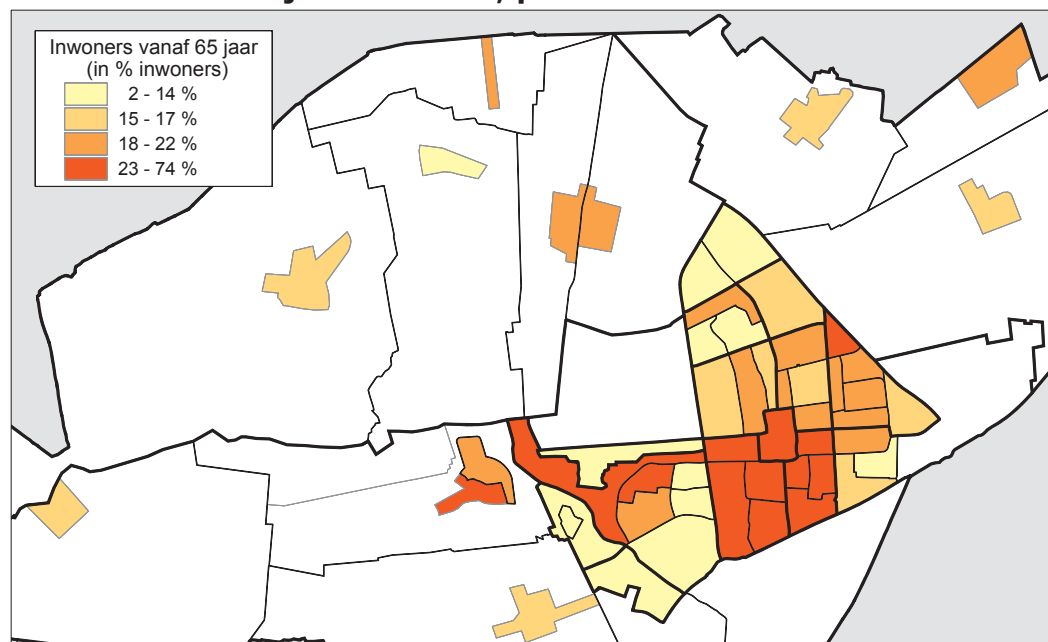 Inwoners vanaf 65 jaar
(in % inwoners)
2 - 14 %
15 - 17 %
18 - 22 %
23 - 74 %